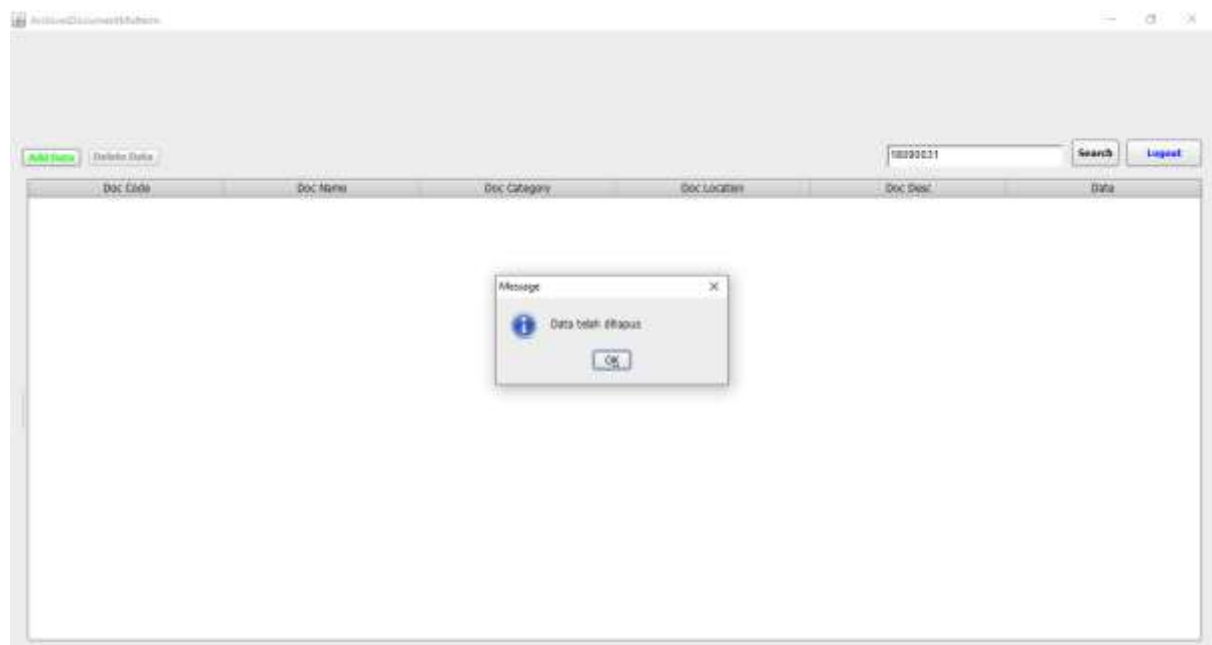 Add Data Delete Data Search Logout
Doc Code Doc Name Doc Category Doc Location Doc Desc Data
Message
Data telah dihapus
OK